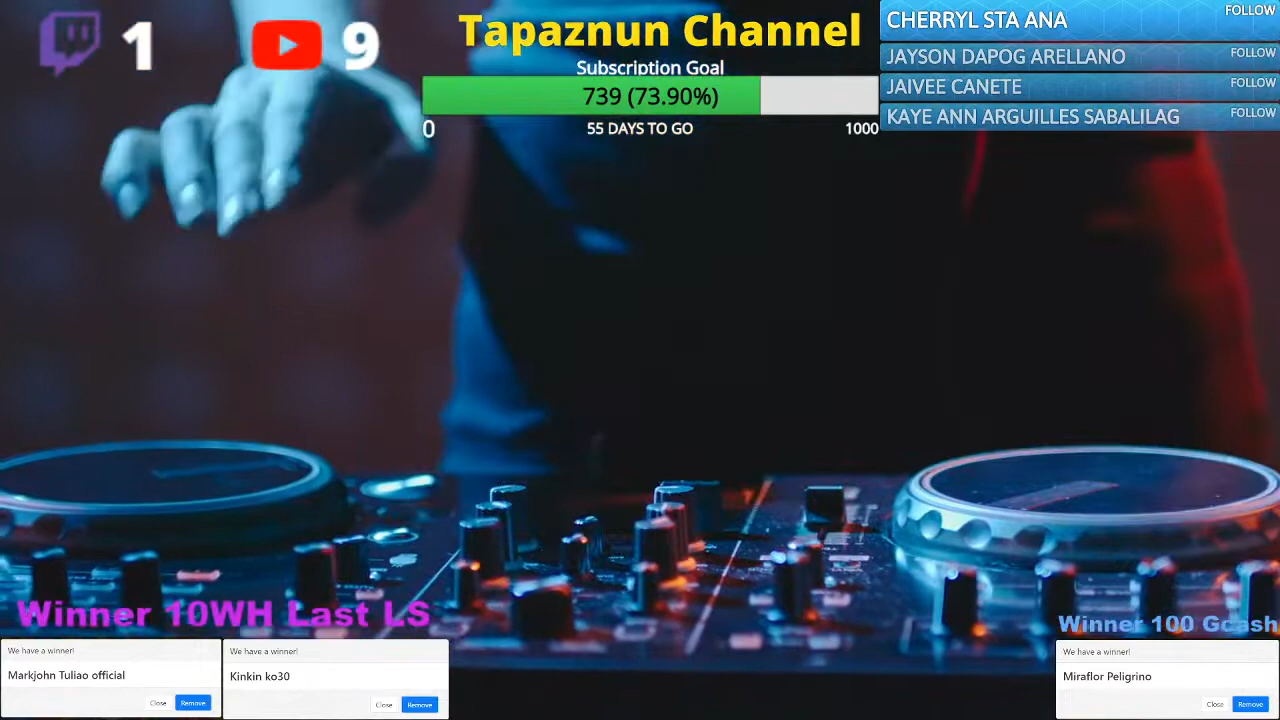 1
9
Tapaznun Channel
Subscription Goal
739 (73.90%)
0
55 DAYS TO GO
1000
CHERRYL STA ANA
FOLLOW
JAYSON DAPOG ARELLANO
FOLLOW
JAIVEE CANETE
FOLLOW
KAYE ANN ARGUILLES SABALILAG
FOLLOW
Winner 10WH Last LS
We have a winner!
Markjohn Tuliao official
Close
Remove
We have a winner!
Kinkin ko30
Close
Remove
Winner 100 Gcash
We have a winner!
Miraflor Peligrino
Close
Remove